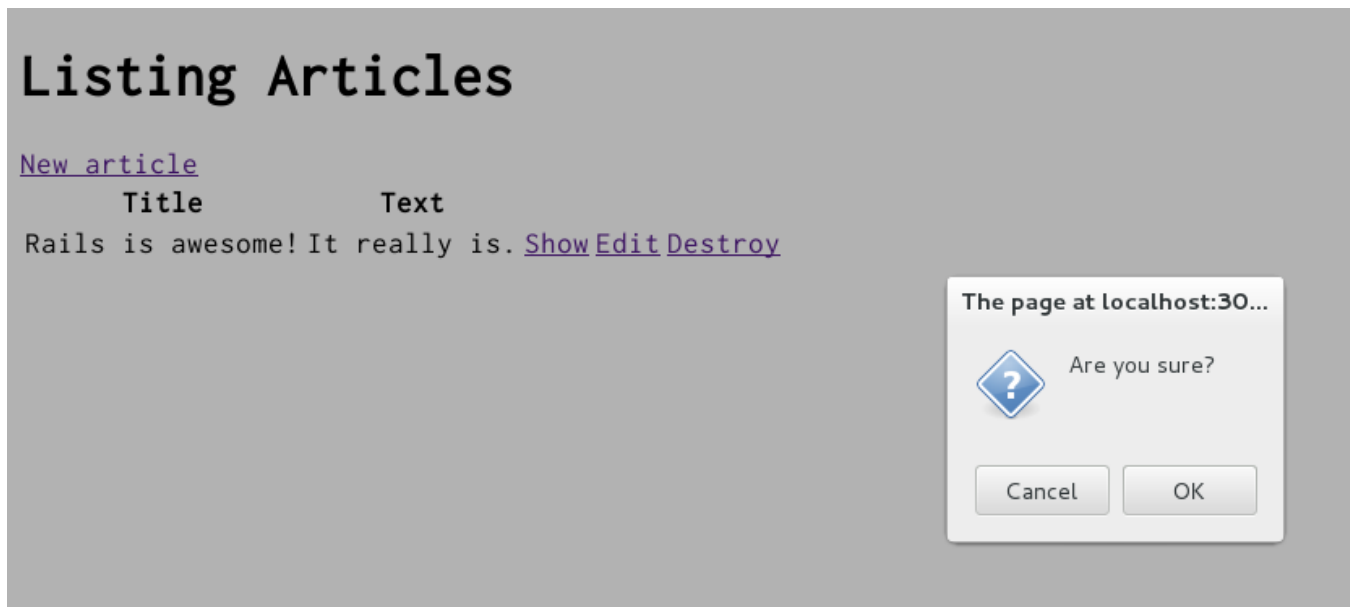 Listing Articles
New article
Title Text
Rails is awesome! It really is. Show Edit Destroy
The page at localhost:30...
?
Are you sure?
Cancel OK